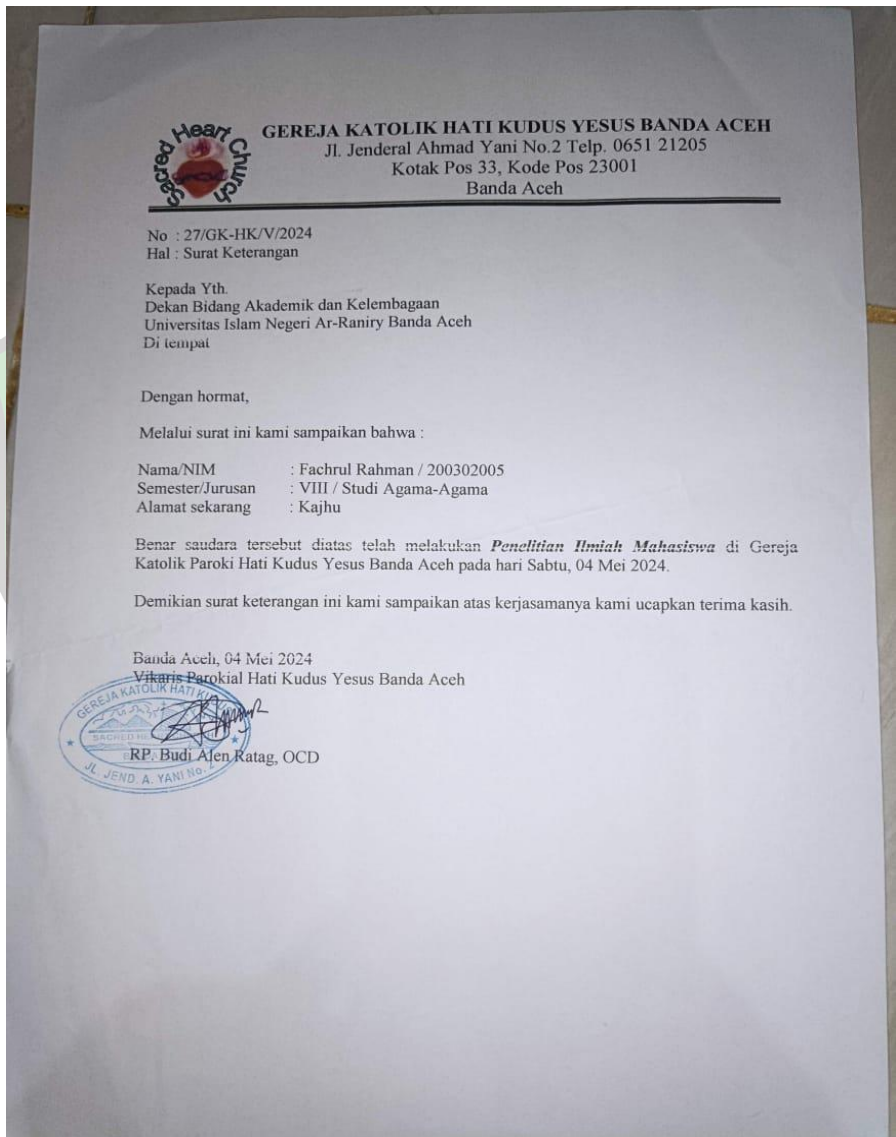 Sacred Heart Church
GEREJA KATOLIK HATI KUDUS YESUS BANDA ACEH
Jl. Jenderal Ahmad Yani No.2 Telp. 0651 21205
Kotak Pos 33, Kode Pos 23001
Banda Aceh
No : 27/GK-HK/V/2024
Hal : Surat Keterangan
Kepada Yth.
Dekan Bidang Akademik dan Kelembagaan
Universitas Islam Negeri Ar-Raniry Banda Aceh
Di tempat
Dengan hormat,
Melalui surat ini kami sampaikan bahwa :
Nama/NIM : Fachrul Rahman / 200302005
Semester/Jurusan : VIII / Studi Agama-Agama
Alamat sekarang : Kajhu
Benar saudara tersebut diatas telah melakukan Penelitian Ilmiah Mahasiswa di Gereja
Katolik Paroki Hati Kudus Yesus Banda Aceh pada hari Sabtu, 04 Mei 2024.
Demikian surat keterangan ini kami sampaikan atas kerjasamanya kami ucapkan terima kasih.
Banda Aceh, 04 Mei 2024
Vikaris Parokial Hati Kudus Yesus Banda Aceh
GEREJA KATOLIK HATI
SACRED
RP. Budi Alen Ratag, OCD
JL. JEND. A. YANI No. 2